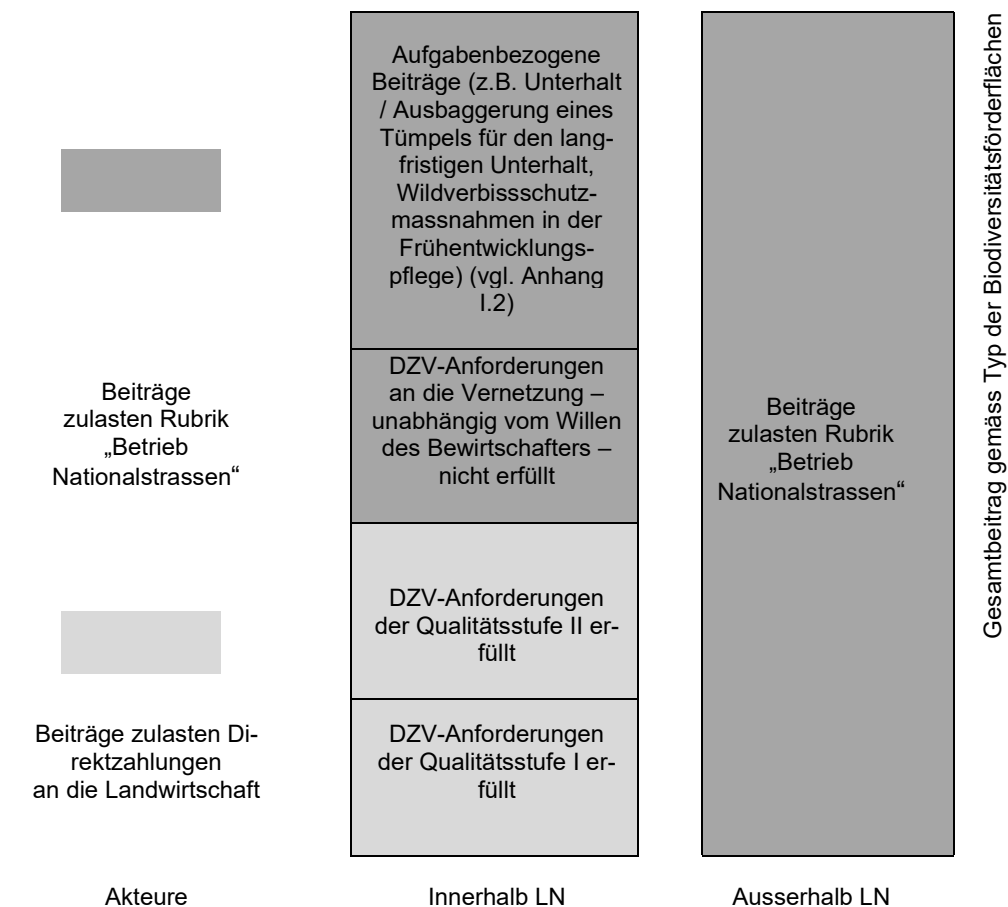 Beiträge
zulasten Rubrik
„Betrieb
Nationalstrassen“
Beiträge zulasten Di-
rektzahlungen
an die Landwirtschaft
Akteure
Aufgabenbezogene
Beiträge (z.B. Unterhalt
/ Ausbaggerung eines
Tümpels für den lang-
fristigen Unterhalt,
Wildverbissschutz-
massnahmen in der
Frühentwicklungs-
pflege) (vgl. Anhang
I.2)
DZV-Anforderungen
an die Vernetzung –
unabhängig vom Willen
des Bewirtschafters –
nicht erfüllt
DZV-Anforderungen
der Qualitätsstufe II er-
füllt
DZV-Anforderungen
der Qualitätsstufe I er-
füllt
Innerhalb LN
Beiträge
zulasten Rubrik
„Betrieb
Nationalstrassen“
Ausserhalb LN
Gesamtbeitrag gemäss Typ der Biodiversitätsförderflächen